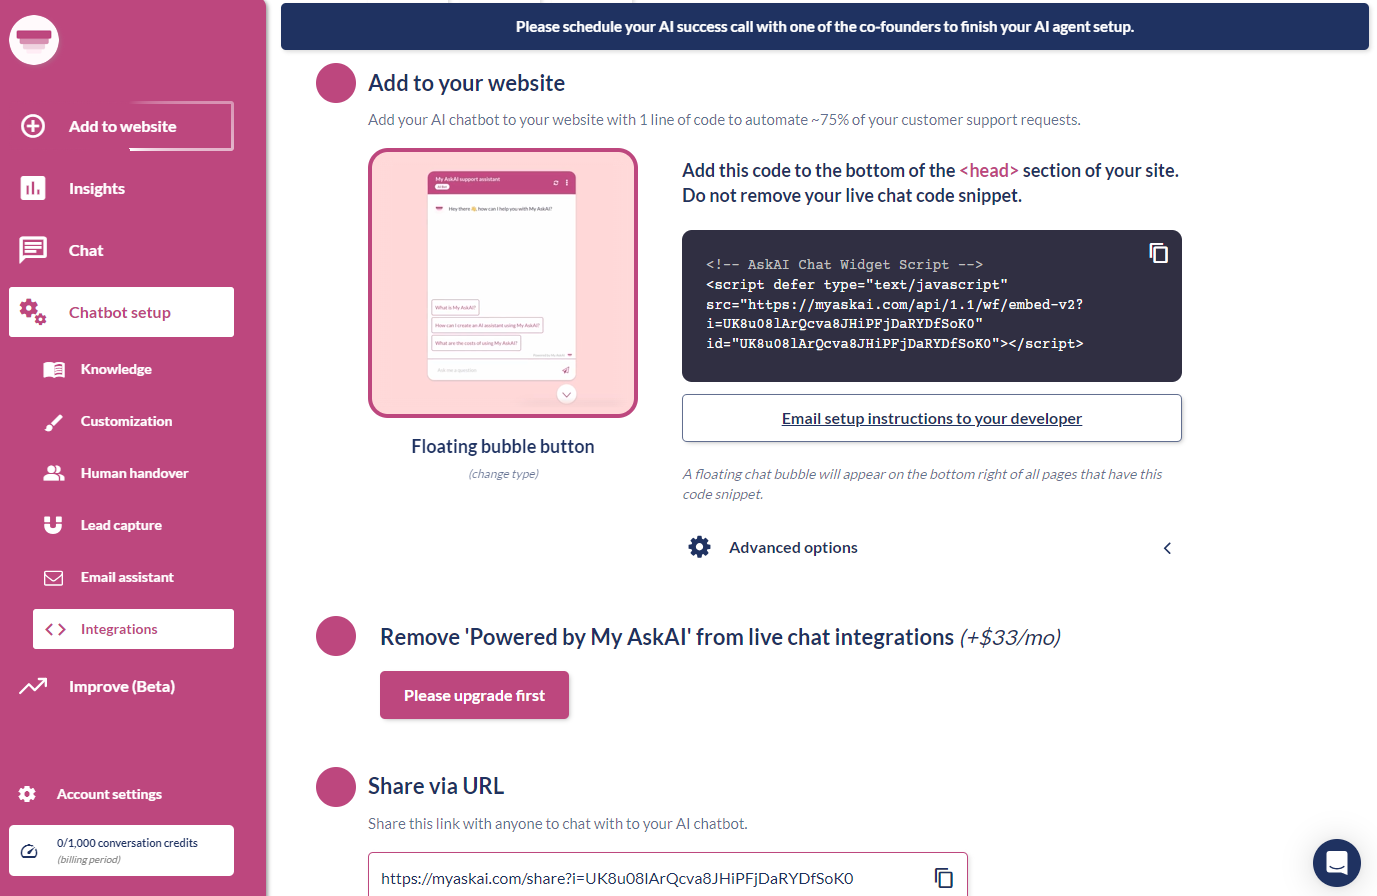 Please schedule your AI success call with one of the co-founders to finish your AI agent setup.
Add to website
Insights
Chat
Chatbot setup
Knowledge
Customization
Human handover
Lead capture
Email assistant
Integrations
Improve (Beta)
Account settings
0/1,000 conversation credits
(billing period)
Add to your website
Add your AI chatbot to your website with 1 line of code to automate ~75% of your customer support requests.
My AskAI support assistant
AI Bot
Hey there 👋, how can I help you with My AskAI?
What is My AskAI?
How can I create an AI assistant using My AskAI?
What are the costs of using My AskAI?
Powered by My AskAI
Ask me a question
Floating bubble button
(change type)
Add this code to the bottom of the <head> section of your site.
Do not remove your live chat code snippet.
<!-- AskAI Chat Widget Script -->
<script defer type="text/javascript"
src="https://myaskai.com/api/1.1/wf/embed-v2?
i=UK8u08lArQcva8JHiPFjDaRYDfSoK0"
id="UK8u08lArQcva8JHiPFjDaRYDfSoK0"></script>
Email setup instructions to your developer
A floating chat bubble will appear on the bottom right of all pages that have this
code snippet.
Advanced options
Remove 'Powered by My AskAI' from live chat integrations (+$33/mo)
Please upgrade first
Share via URL
Share this link with anyone to chat with to your AI chatbot.
https://myaskai.com/share?i=UK8u08lArQcva8JHiPFjDaRYDfSoK0